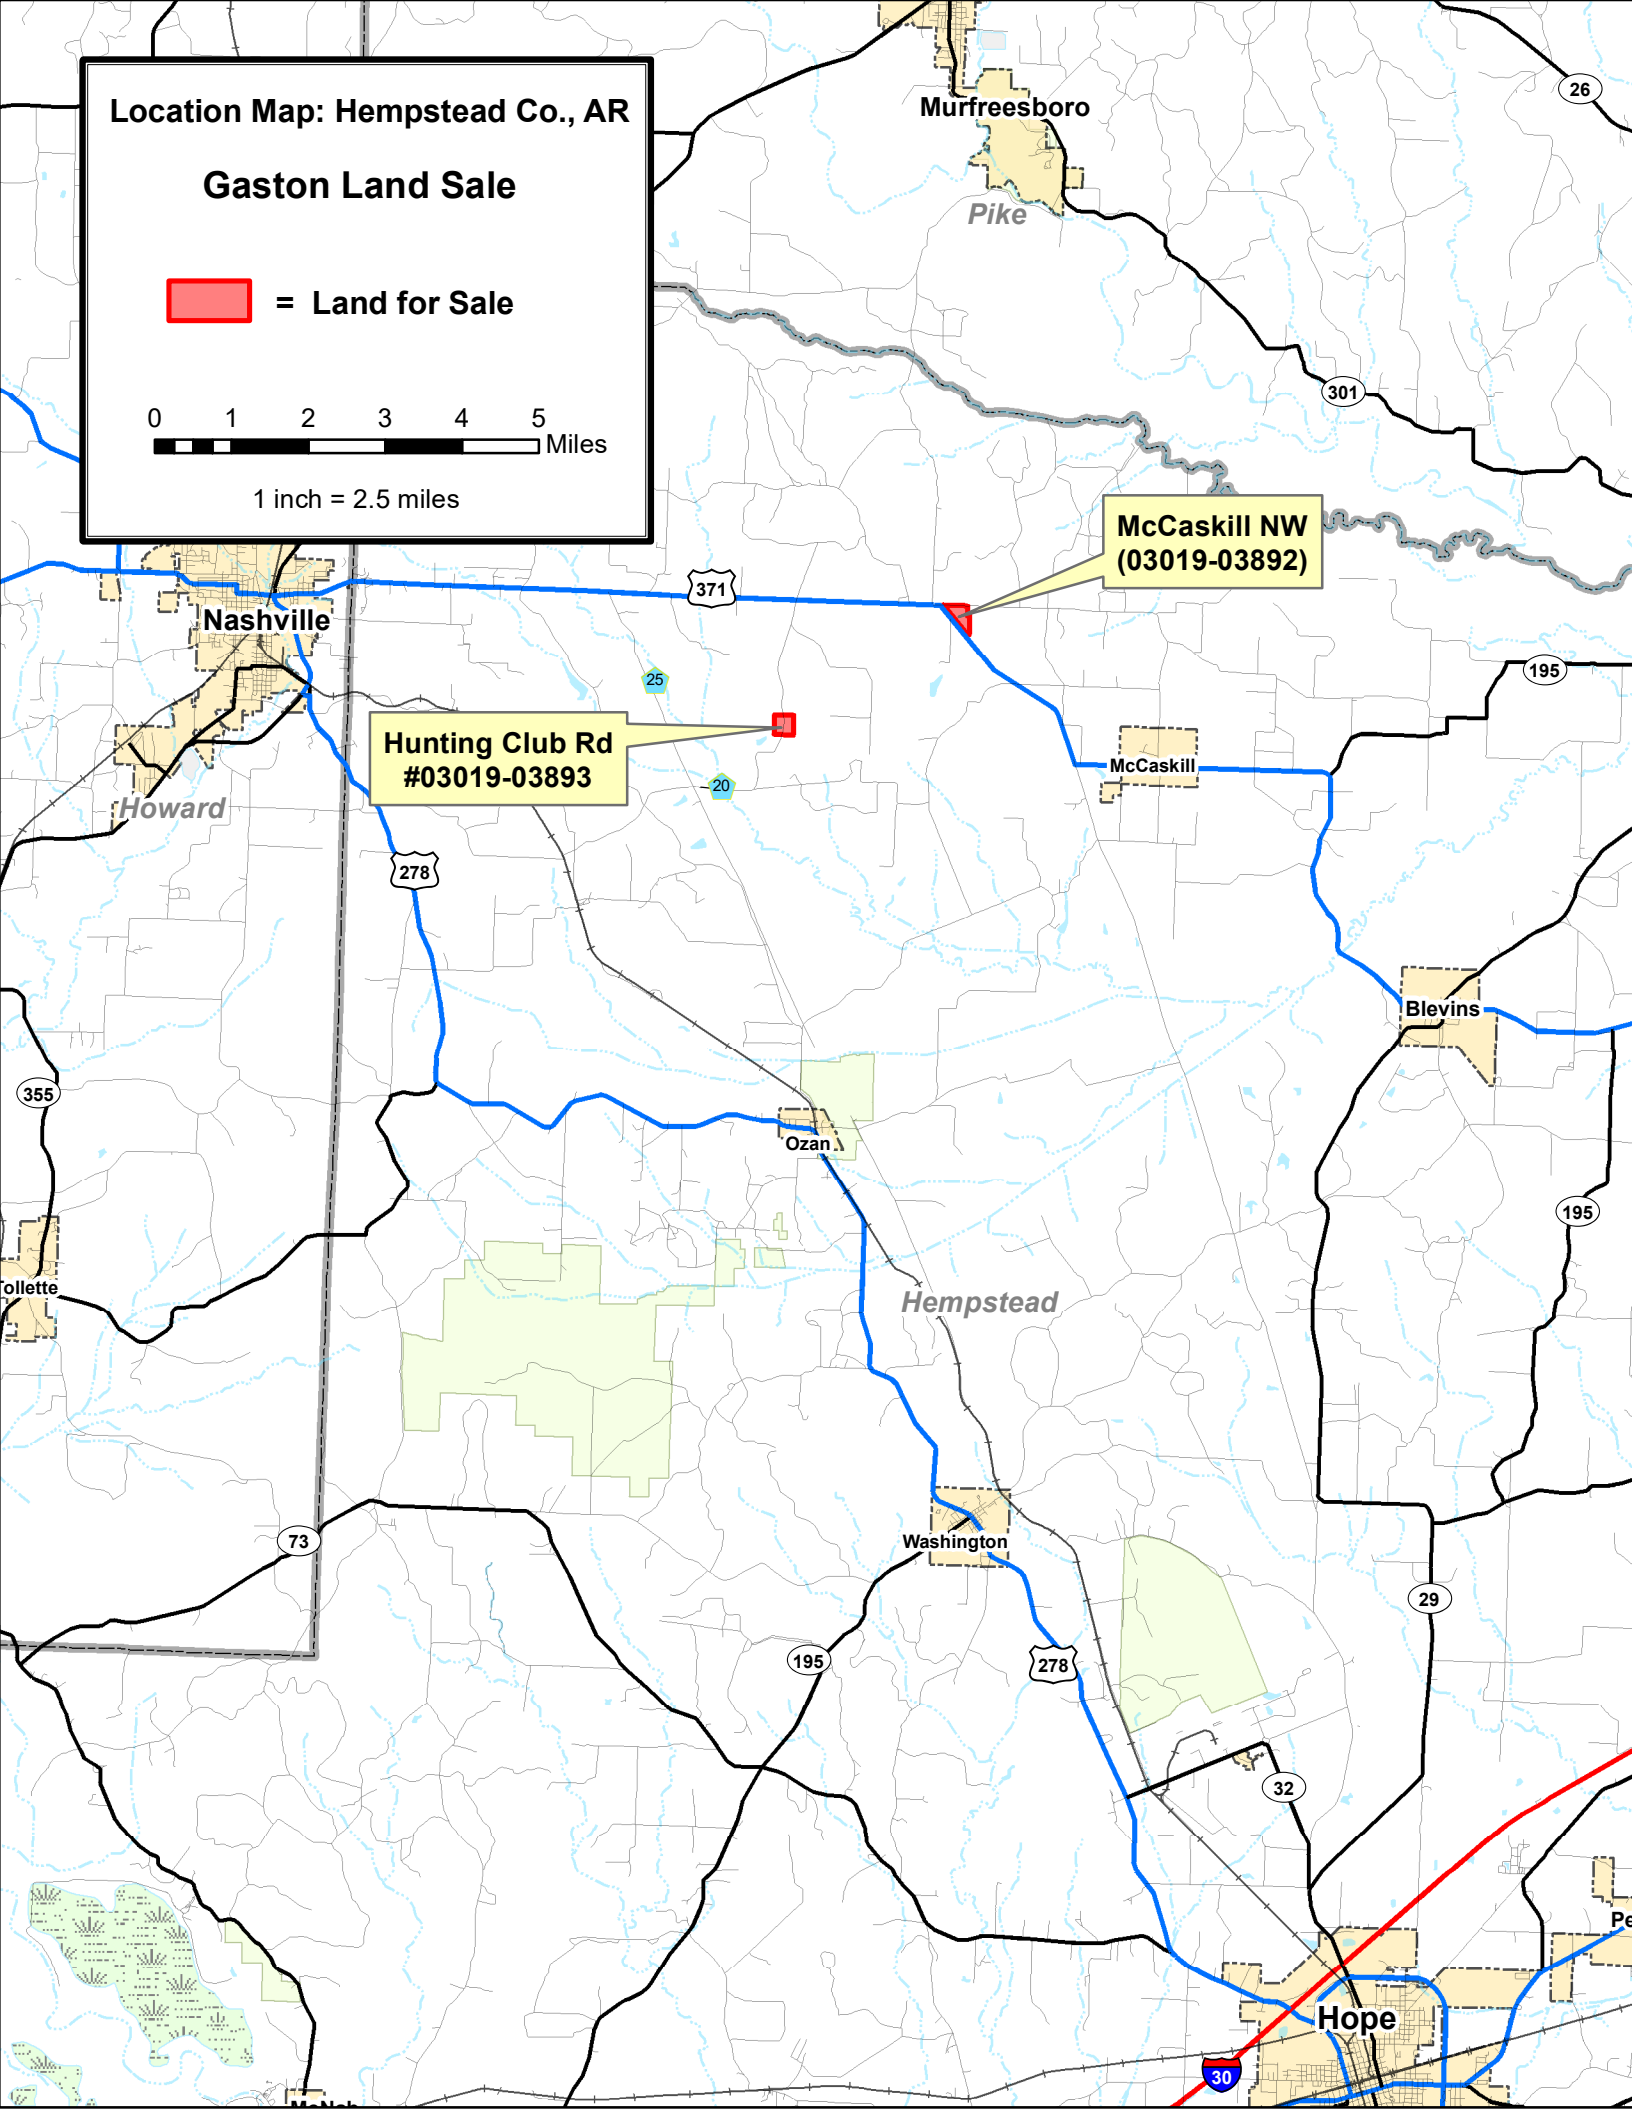 Location Map: Hempstead Co., AR
Gaston Land Sale
= Land for Sale
0 1 2 3 4 5
Miles
1 inch = 2.5 miles
Murfreesboro
26
Pike
301
McCaskill NW
(03019-03892)
371
Nashville
25
195
Hunting Club Rd
#03019-03893
McCaskill
20
Howard
278
Blevins
355
Ozan
195
Tollette
Hempstead
73
Washington
29
195
278
32
Pe
Hope
30
McNab